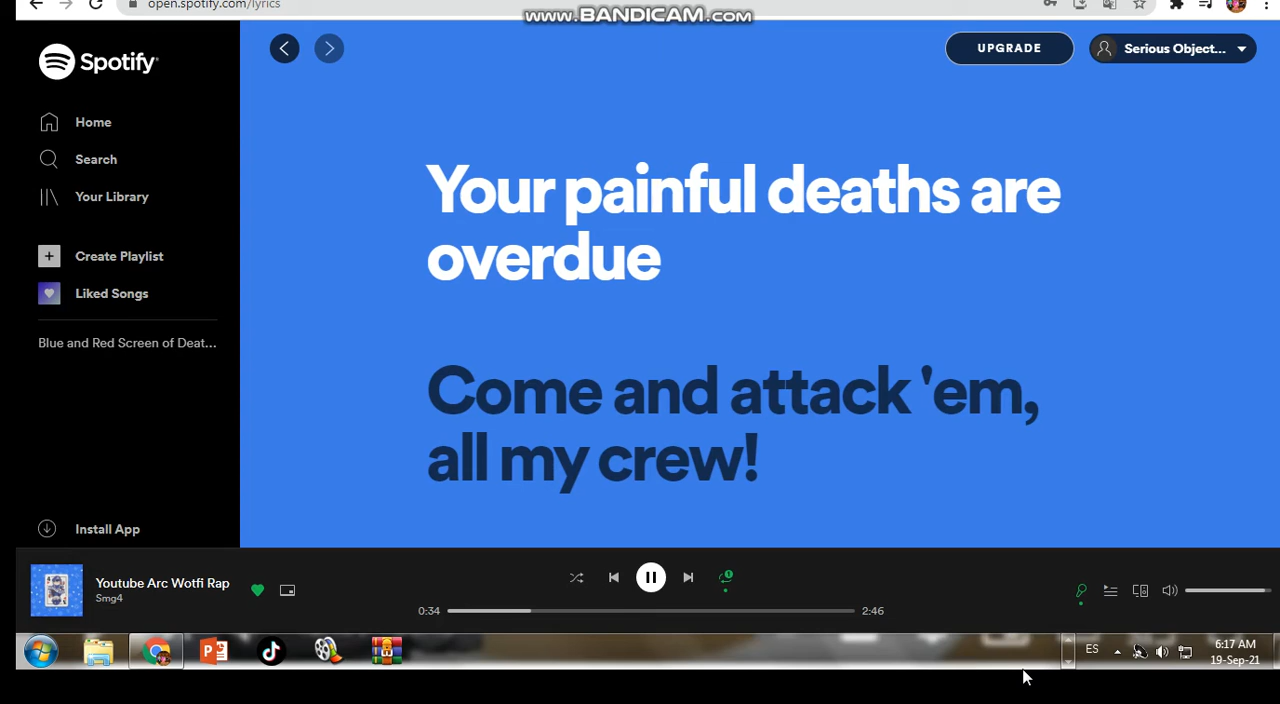 open.spotify.com/lyrics
www.BANDICAM.com
Spotify
UPGRADE
Serious Object...
Home
Search
Your Library
Create Playlist
Liked Songs
Blue and Red Screen of Deat...
Install App
Your painful deaths are
overdue
Come and attack 'em,
all my crew!
Youtube Arc Wotfi Rap
Smg4
0:34
2:46
ES
6:17 AM
19-Sep-21